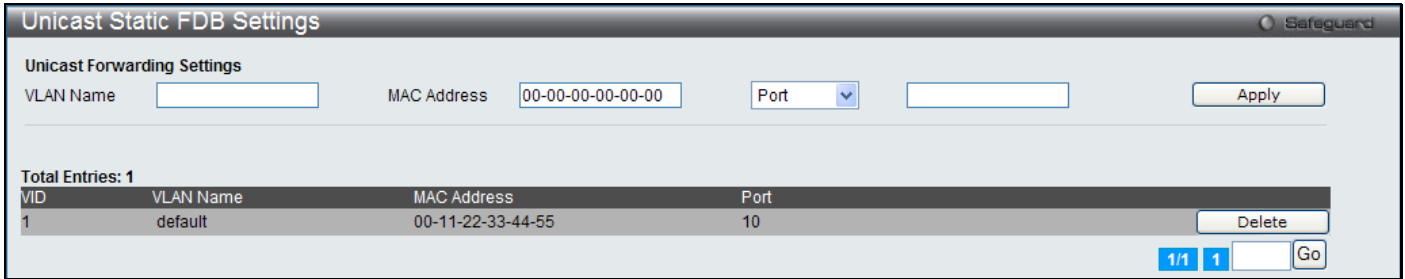 Unicast Static FDB Settings
Safeguard
Unicast Forwarding Settings
VLAN Name MAC Address 00-00-00-00-00-00 Port Apply
Total Entries: 1
VID VLAN Name MAC Address Port
1 default 00-11-22-33-44-55 10 Delete
1/1 1 Go